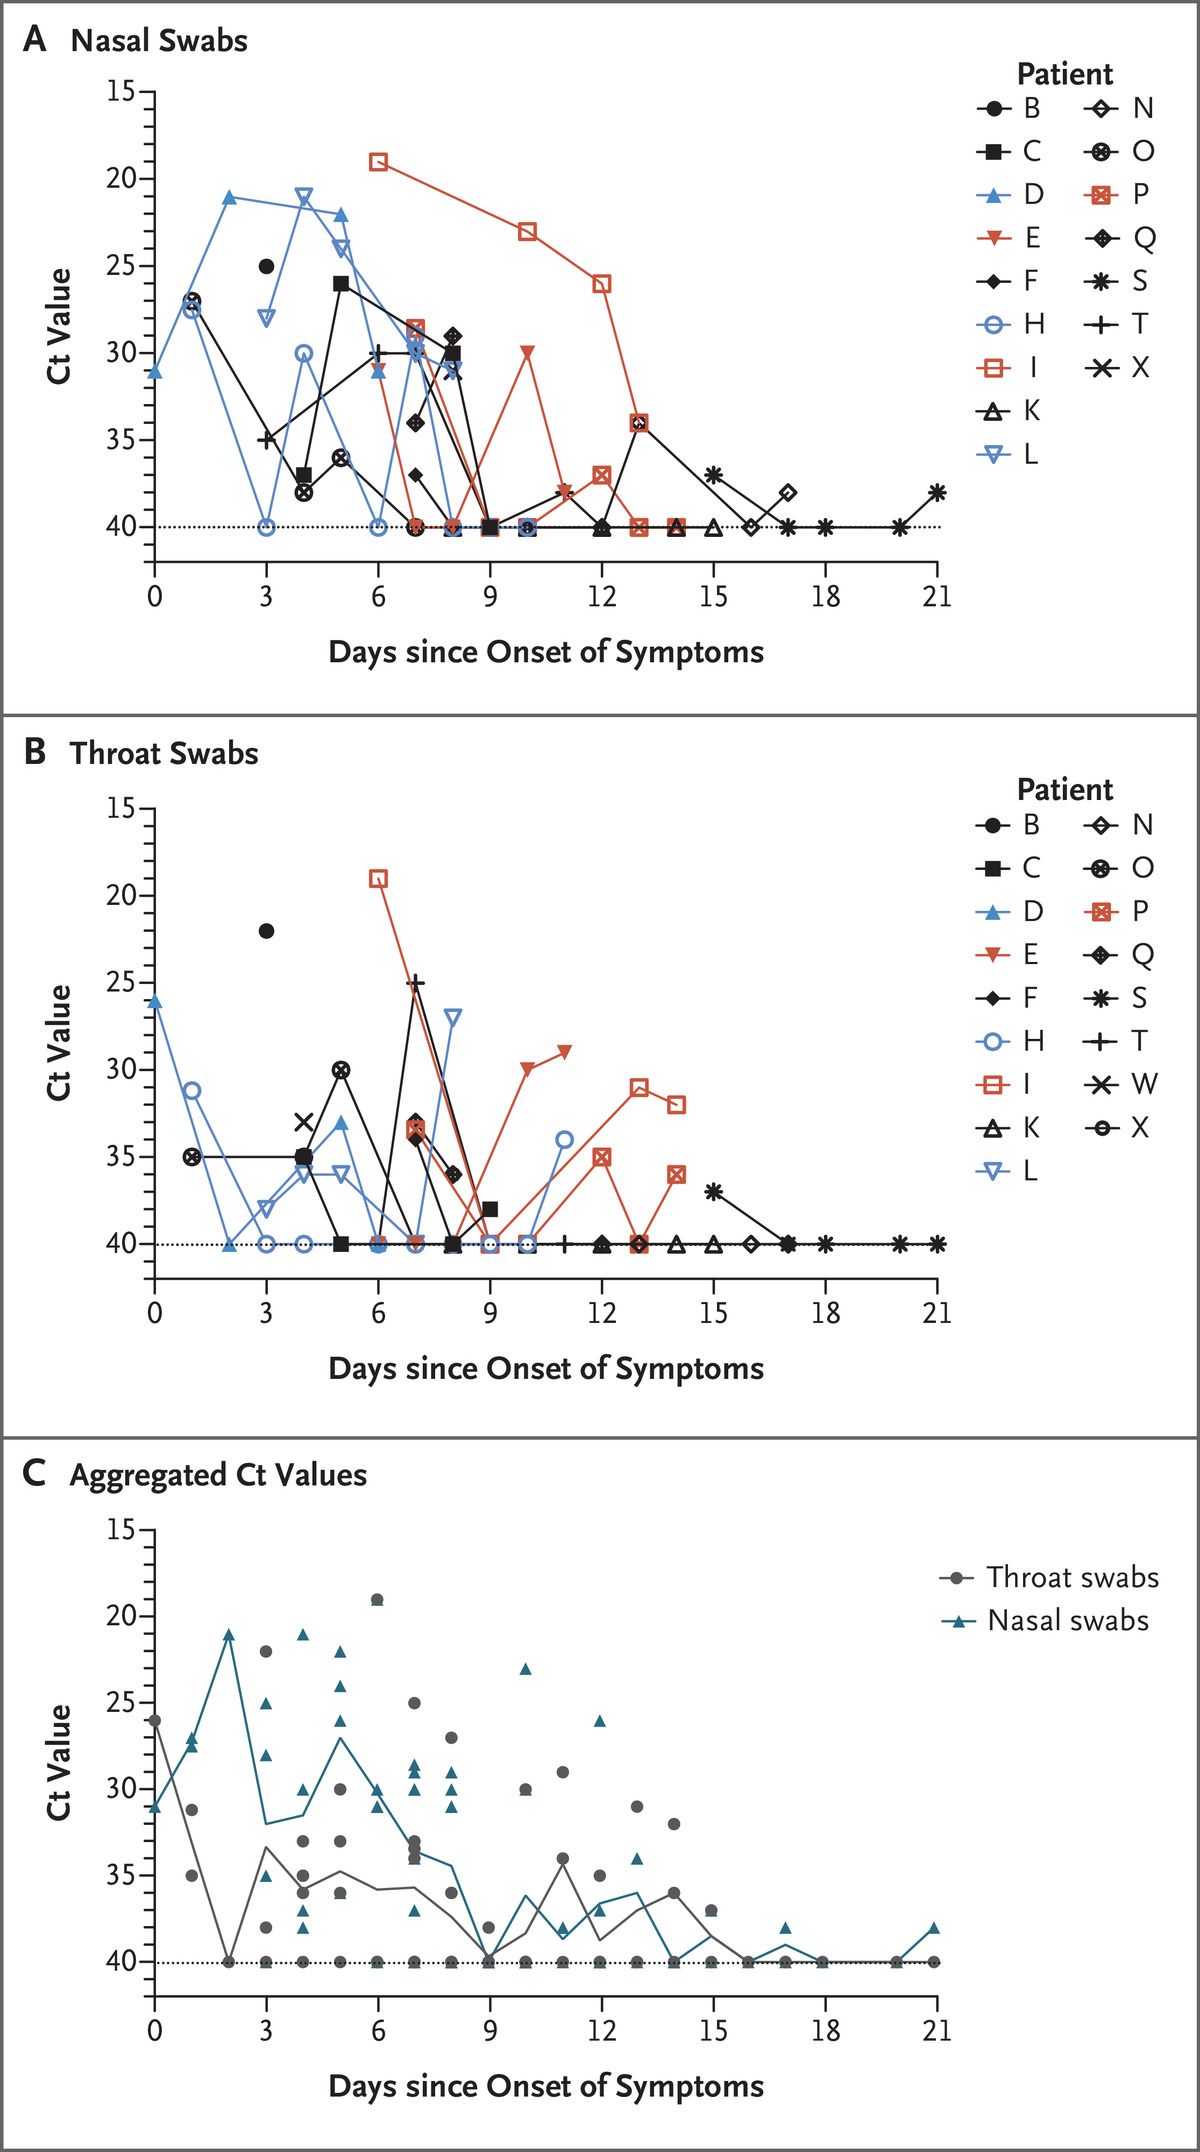 A Nasal Swabs
Patient
B N
C O
D P
E Q
F S
H T
I X
K
L
15
20
25
30
35
40
Ct Value
0 3 6 9 12 15 18 21
Days since Onset of Symptoms
B Throat Swabs
Patient
B N
C O
D P
E Q
F S
H T
I W
K X
L
15
20
25
30
35
40
Ct Value
0 3 6 9 12 15 18 21
Days since Onset of Symptoms
C Aggregated Ct Values
Throat swabs
Nasal swabs
15
20
25
30
35
40
Ct Value
0 3 6 9 12 15 18 21
Days since Onset of Symptoms